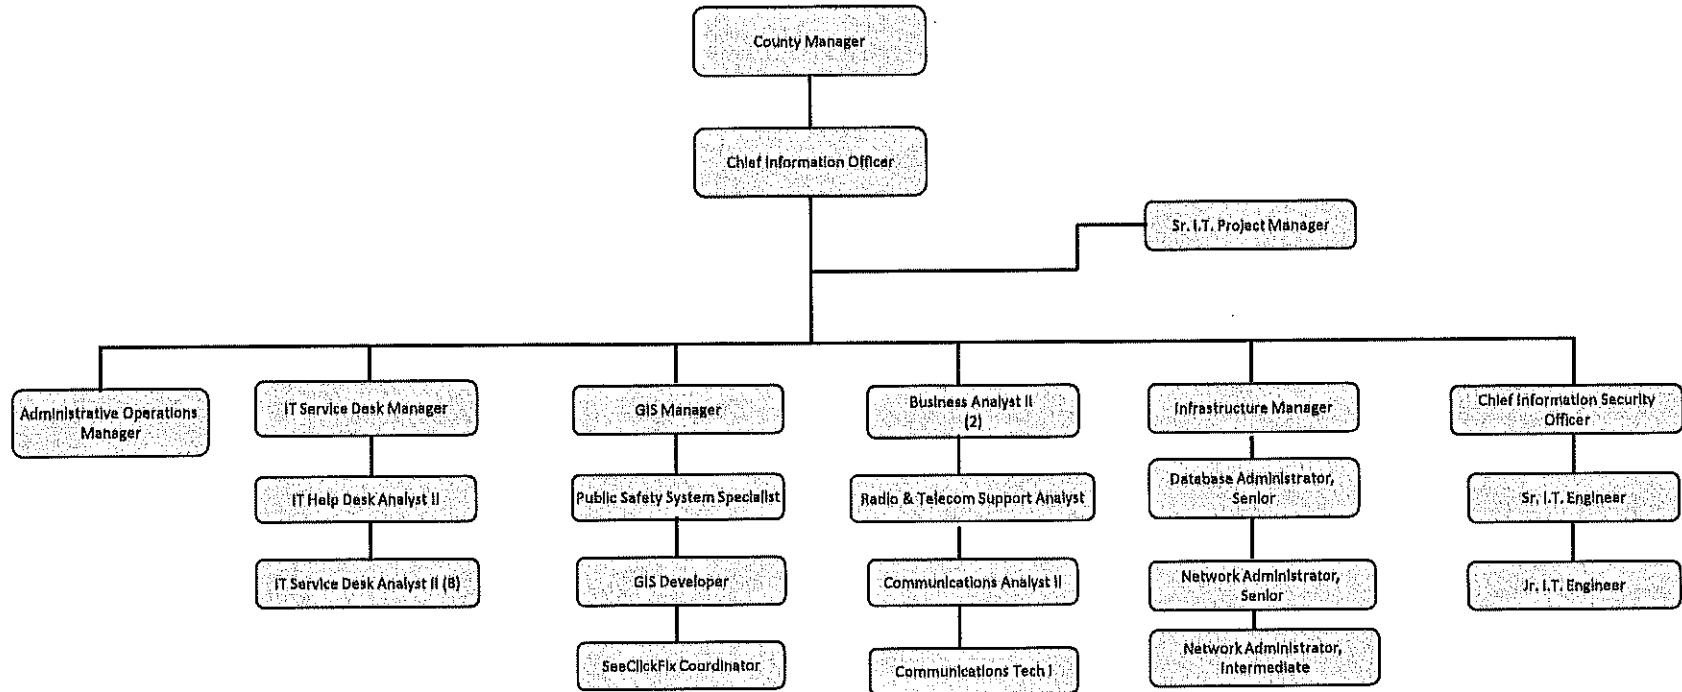 County Manager
Chief Information Officer
Sr. I.T. Project Manager
Administrative Operations
Manager
IT Service Desk Manager
GIS Manager
Business Analyst II
(2)
Infrastructure Manager
Chief Information Security
Officer
IT Help Desk Analyst II
Public Safety System Specialist
Radio & Telecom Support Analyst
Database Administrator,
Senior
Sr. I.T. Engineer
IT Service Desk Analyst II (8)
GIS Developer
Communications Analyst II
Network Administrator,
Senior
Jr. I.T. Engineer
SeeClickFix Coordinator
Communications Tech I
Network Administrator,
Intermediate